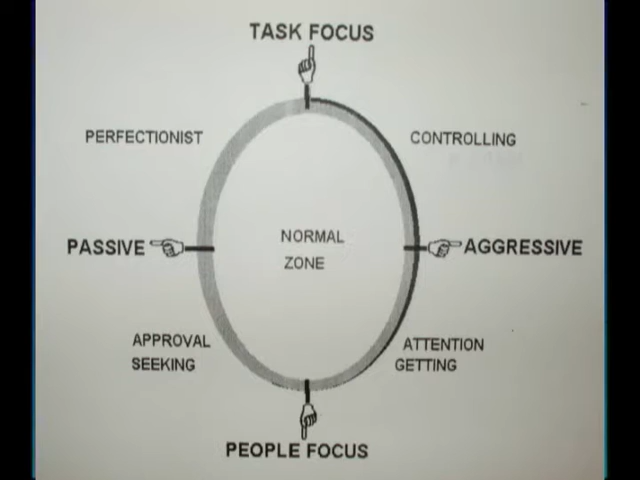 TASK FOCUS
PERFECTIONIST
CONTROLLING
PASSIVE
NORMAL
ZONE
AGGRESSIVE
APPROVAL
SEEKING
ATTENTION
GETTING
PEOPLE FOCUS